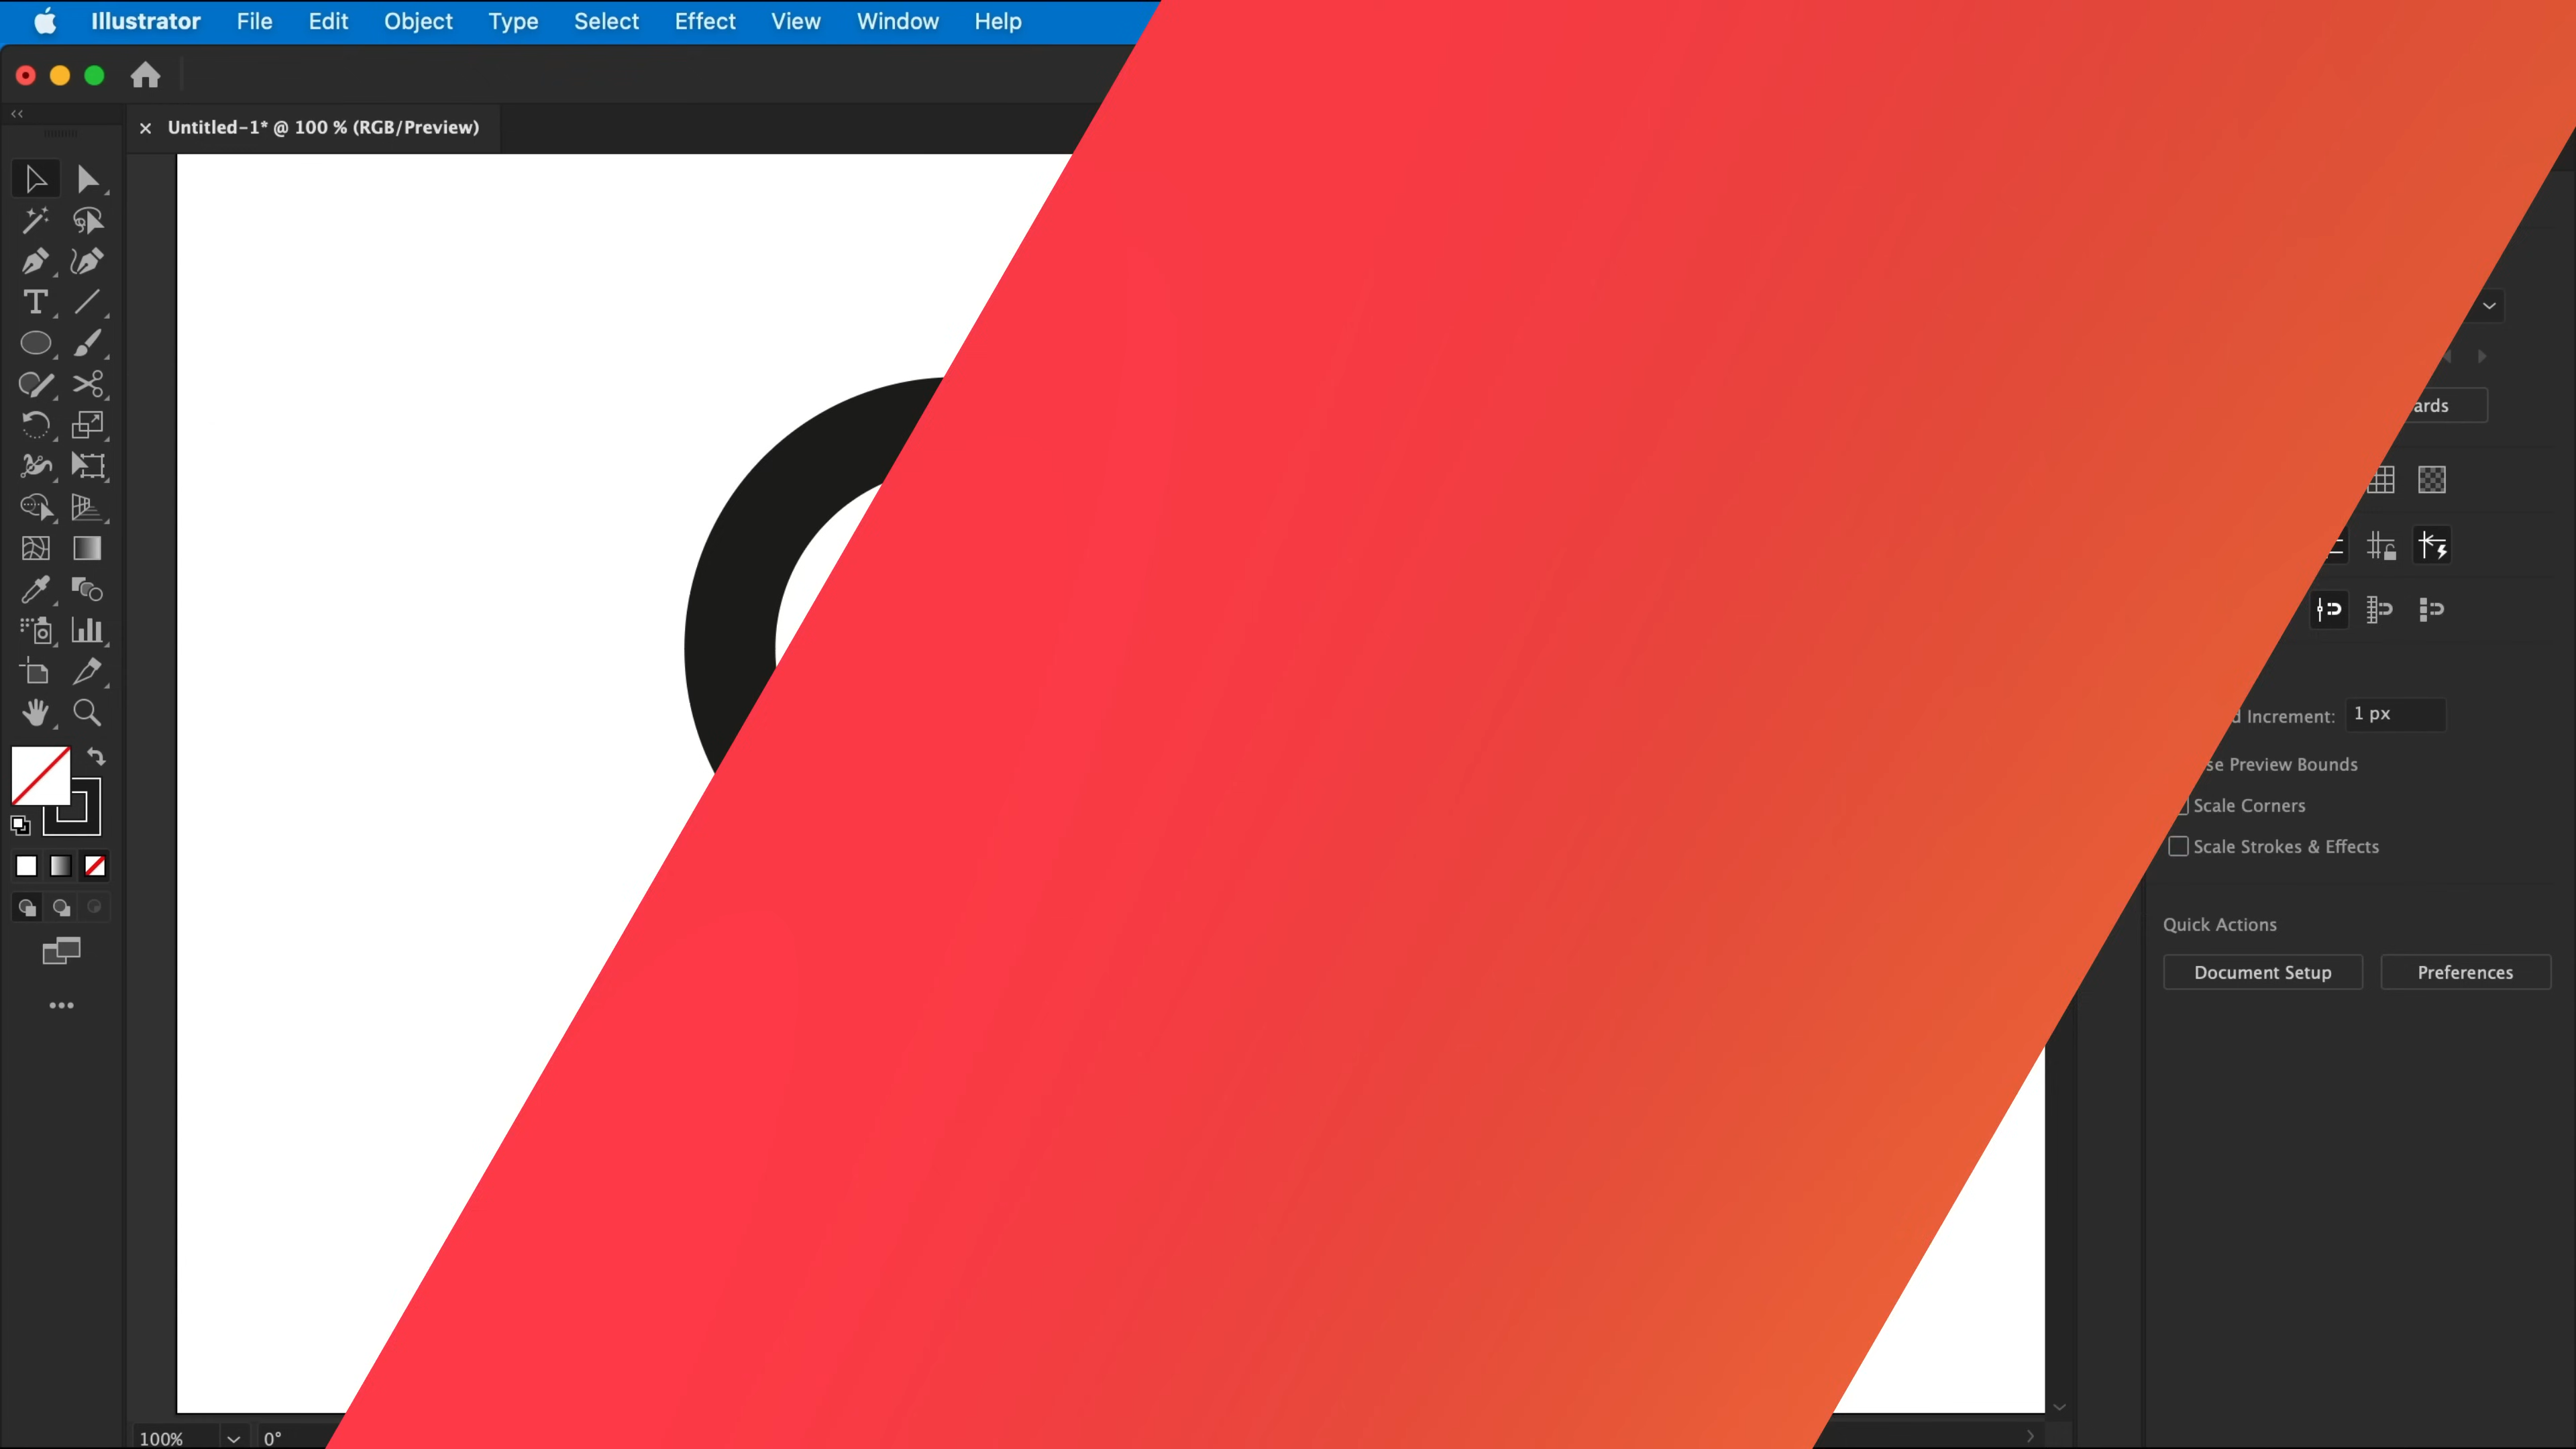 Illustrator File Edit Object Type Select Effect View Window Help
Untitled-1* @ 100 % (RGB/Preview)
Increment: 1 px
Preview Bounds
Scale Corners
Scale Strokes & Effects
Quick Actions
Document Setup Preferences
100% 0°